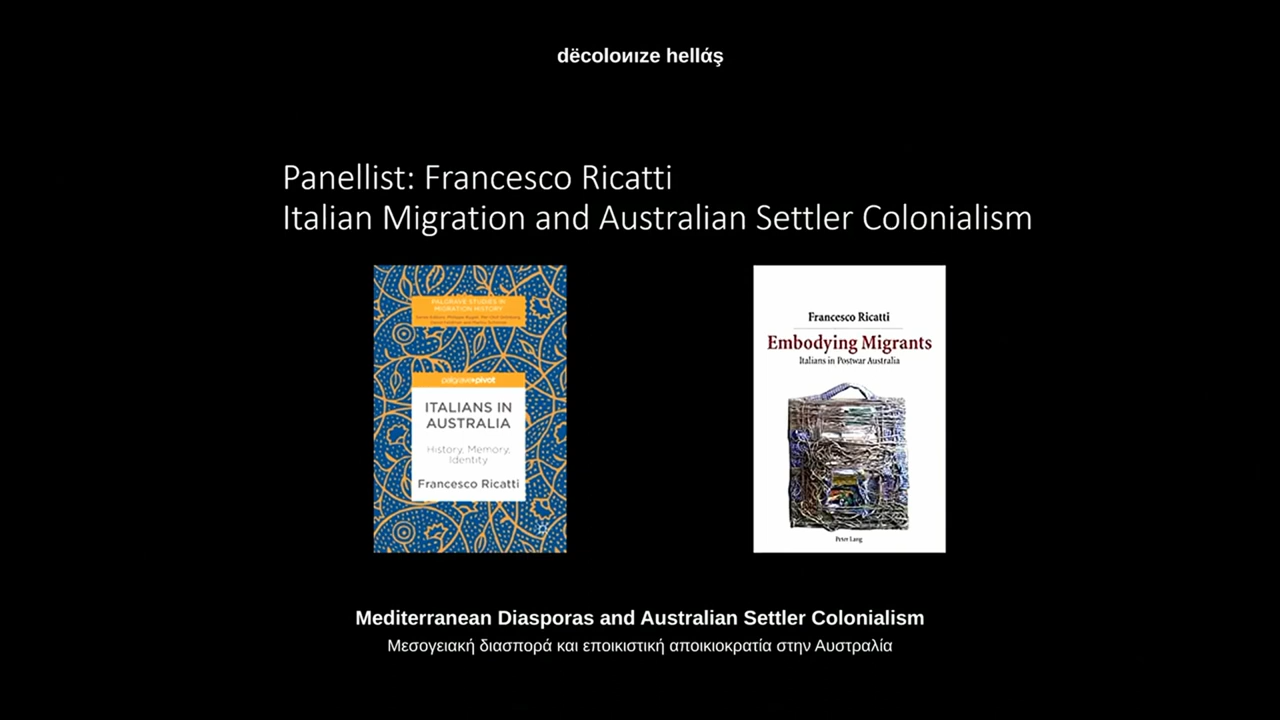 dëcoloиιze hellάş
Panellist: Francesco Ricatti
Italian Migration and Australian Settler Colonialism
PALGRAVE STUDIES IN
MIGRATION HISTORY
palgrave▸pivot
ITALIANS IN
AUSTRALIA
History, Memory,
Identity
Francesco Ricatti
Francesco Ricatti
Embodying Migrants
Italians in Postwar Australia
Peter Lang
Mediterranean Diasporas and Australian Settler Colonialism
Μεσογειακή διασπορά και εποικιστική αποικιοκρατία στην Αυστραλία